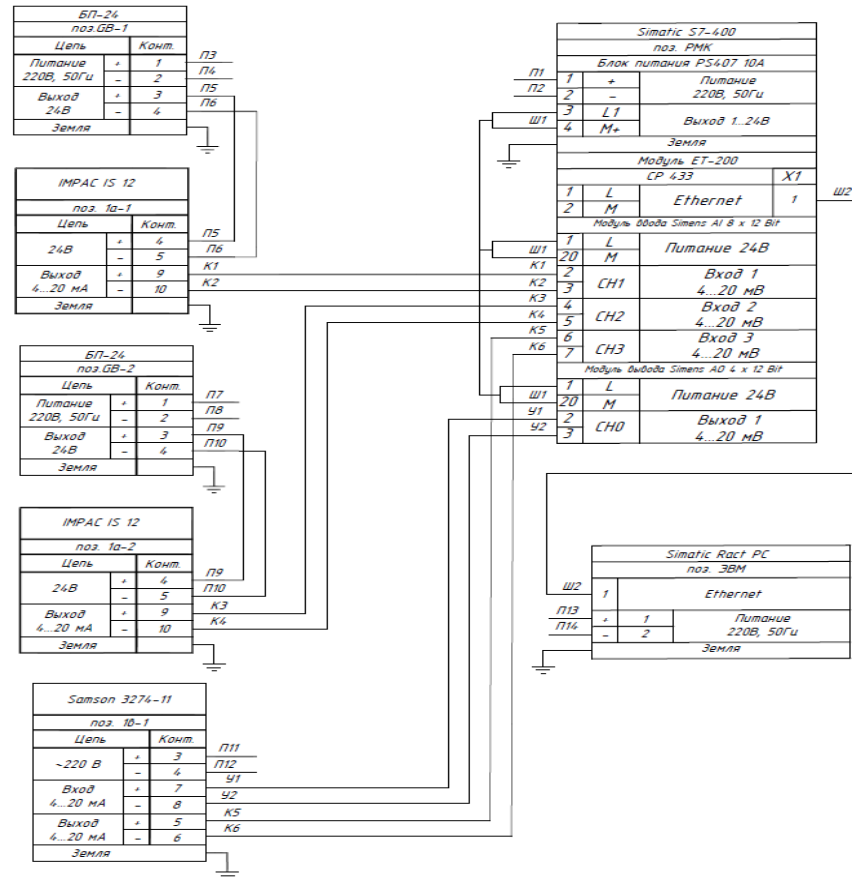 БП-24
поз.GB-1
Цепь Конт.
Питание 220В, 50Гц + 1 П3
- 2 П4
Выход 24В + 3 П5
- 4 П6
Земля
IMPAC IS 12
поз. 1а-1
Цепь Конт.
24В + 4 П5
- 5 П6
Выход 4...20 мА + 9 К1
- 10 К2
Земля
БП-24
поз.GB-2
Цепь Конт.
Питание 220В, 50Гц + 1 П7
- 2 П8
Выход 24В + 3 П9
- 4 П10
Земля
IMPAC IS 12
поз. 1а-2
Цепь Конт.
24В + 4 П9
- 5 П10
Выход 4...20 мА + 9 К3
- 10 К4
Земля
Samson 3274-11
поз. 1б-1
Цепь Конт.
~220 В + 3 П11
- 4 П12
Вход 4...20 мА + 7 У1
- 8 У2
Выход 4...20 мА + 5 К5
- 6 К6
Земля
Simatic S7-400
поз. РМК
Блок питания PS407 10A
П1 1 + Питание
П2 2 - 220В, 50Гц
3 L1 Выход 1...24В
Ш1 4 M+
Земля
Модуль ET-200
CP 433 X1
1 L Ethernet 1 Ш2
2 M
Модуль ввода Simens AI 8 x 12 Bit
1 L Питание 24В
Ш1 20 M
К1 2 CH1 Вход 1
К2 3 4...20 мВ
К3 4 CH2 Вход 2
К4 5 4...20 мВ
К5 6 CH3 Вход 3
К6 7 4...20 мВ
Модуль вывода Simens AO 4 x 12 Bit
1 L Питание 24В
Ш1 20 M
У1 2 CH0 Выход 1
У2 3 4...20 мВ
Simatic Ract PC
поз. ЭВМ
Ш2 1 Ethernet
П13 + 1 Питание
П14 - 2 220В, 50Гц
Земля